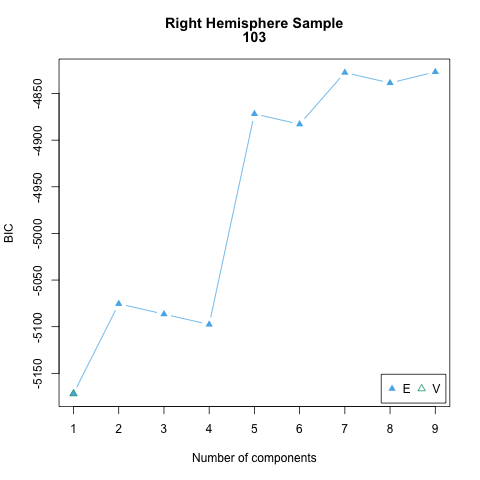 Right Hemisphere Sample
103
BIC
-4850
-4900
-4950
-5000
-5050
-5100
-5150
1 2 3 4 5 6 7 8 9
Number of components
E V